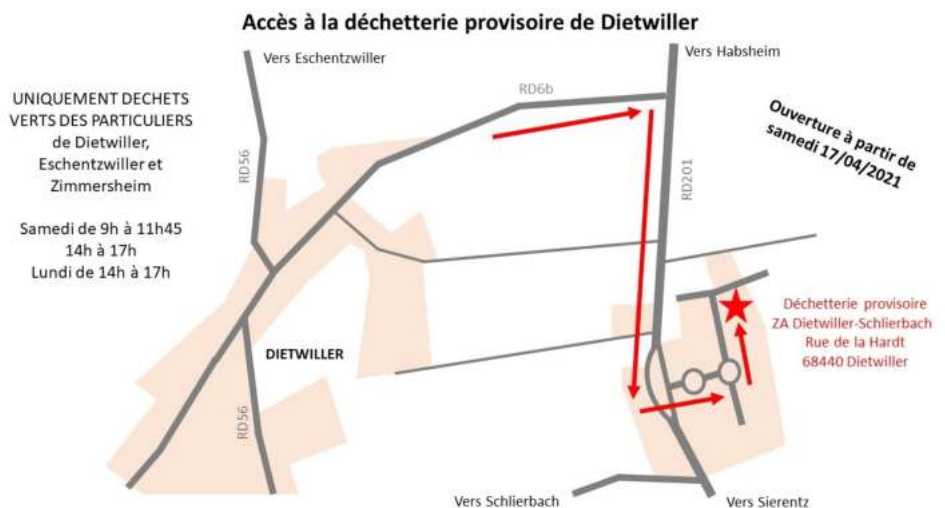 Accès à la déchetterie provisoire de Dietwiller
Vers Eschentzwiller
Vers Habsheim
UNIQUEMENT DECHETS
VERTS DES PARTICULIERS
de Dietwiller,
Eschentzwiller et
Zimmersheim
Samedi de 9h à 11h45
14h à 17h
Lundi de 14h à 17h
RD56
RD6b
RD201
Ouverture à partir de
samedi 17/04/2021
Déchetterie provisoire
ZA Dietwiller-Schlierbach
Rue de la Hardt
68440 Dietwiller
DIETWILLER
RD56
Vers Schlierbach
Vers Sierentz